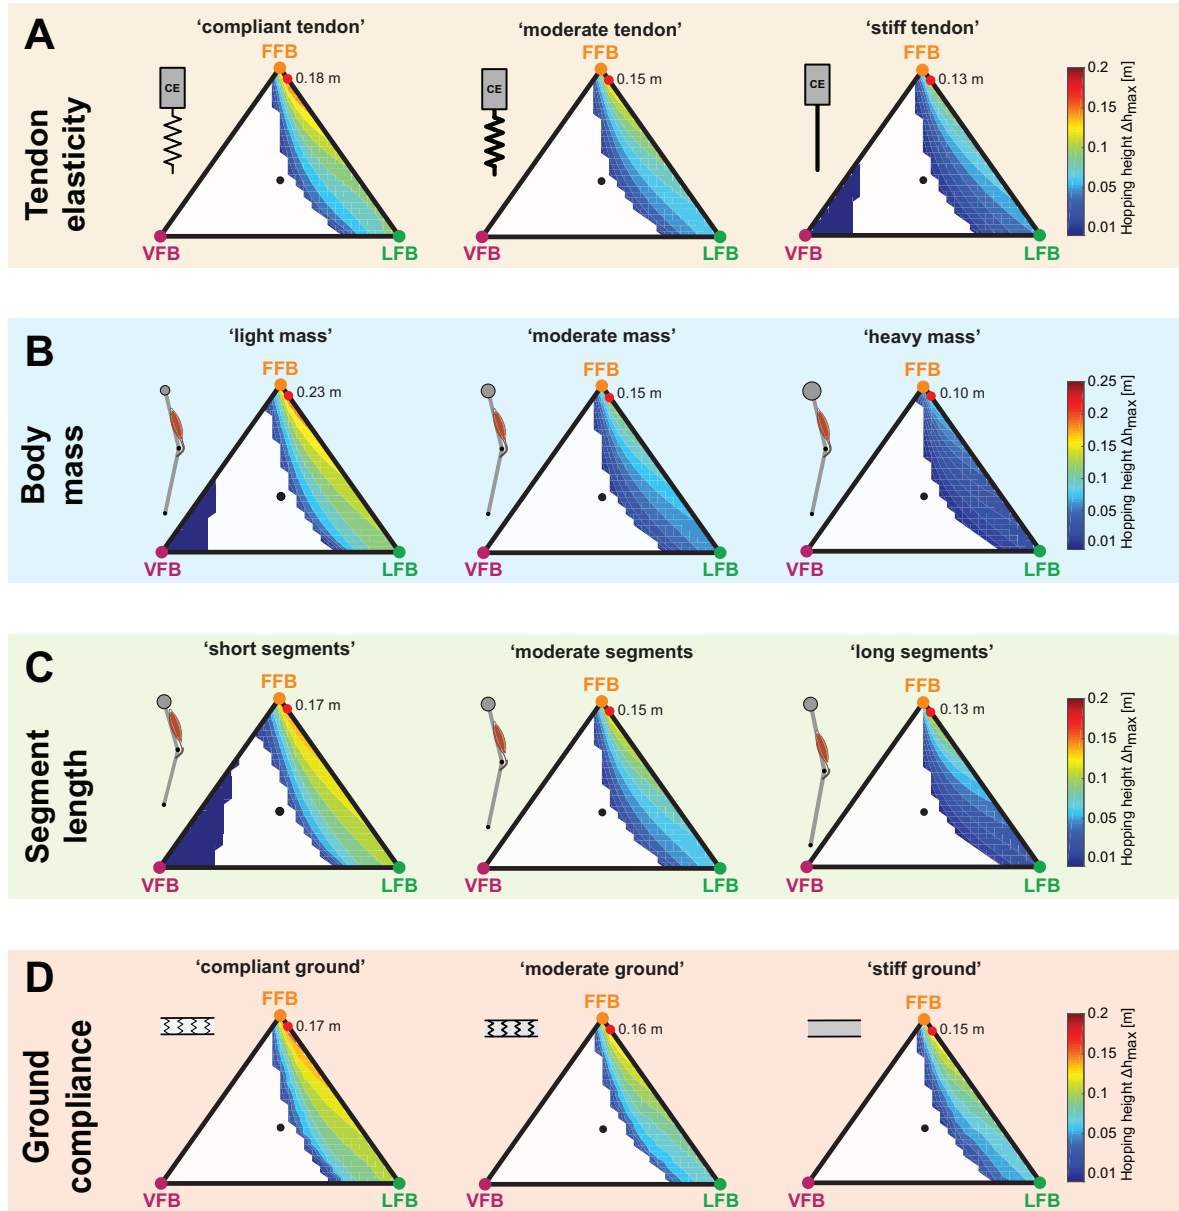 A
Tendon
elasticity
‘compliant tendon’
FFB
0.18 m
CE
VFB
LFB
‘moderate tendon’
FFB
0.15 m
CE
VFB
LFB
‘stiff tendon’
FFB
0.13 m
CE
VFB
LFB
0.2
0.15
0.1
0.05
0.01
Hopping height Δhmax [m]
B
Body
mass
‘light mass’
FFB
0.23 m
VFB
LFB
‘moderate mass’
FFB
0.15 m
VFB
LFB
‘heavy mass’
FFB
0.10 m
VFB
LFB
0.25
0.2
0.15
0.1
0.05
0.01
Hopping height Δhmax [m]
C
Segment
length
‘short segments’
FFB
0.17 m
VFB
LFB
‘moderate segments
FFB
0.15 m
VFB
LFB
‘long segments’
FFB
0.13 m
VFB
LFB
0.2
0.15
0.1
0.05
0.01
Hopping height Δhmax [m]
D
Ground
compliance
‘compliant ground’
FFB
0.17 m
VFB
LFB
‘moderate ground’
FFB
0.16 m
VFB
LFB
‘stiff ground’
FFB
0.15 m
VFB
LFB
0.2
0.15
0.1
0.05
0.01
Hopping height Δhmax [m]